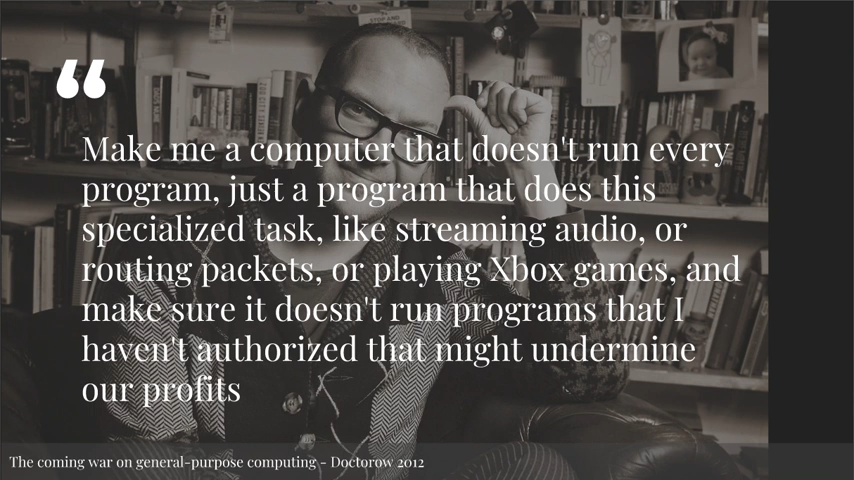 STOP AND
“
Make me a computer that doesn't run every
program, just a program that does this
specialized task, like streaming audio, or
routing packets, or playing Xbox games, and
make sure it doesn't run programs that I
haven't authorized that might undermine
our profits
The coming war on general-purpose computing - Doctorow 2012